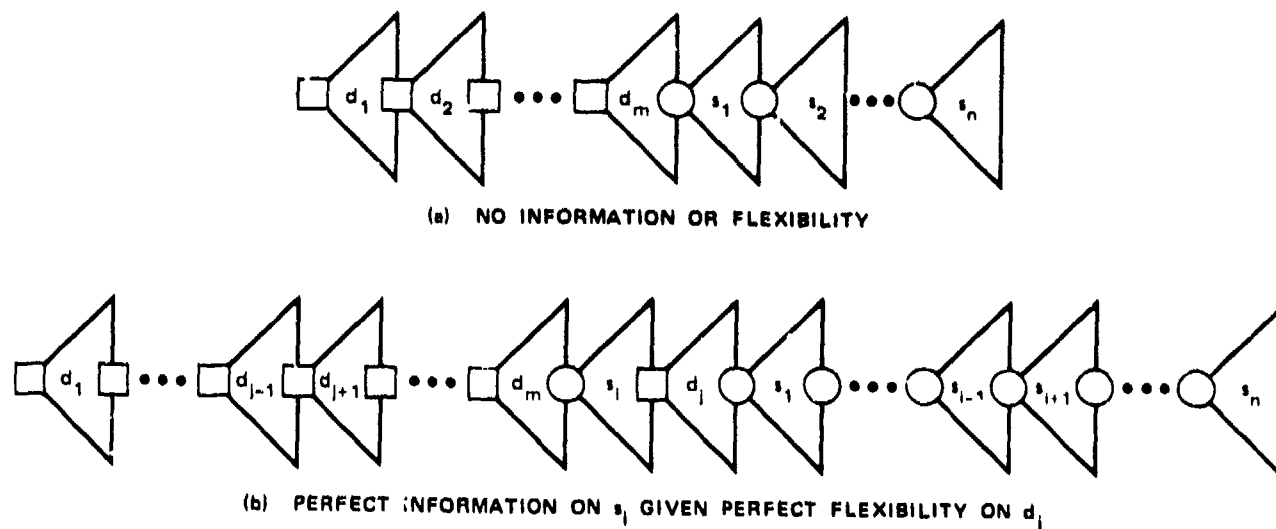 d₁ d₂ ••• dₘ s₁ s₂ ••• sₙ
(a) NO INFORMATION OR FLEXIBILITY
d₁ ••• dⱼ₋₁ dⱼ₊₁ ••• dₘ sᵢ dⱼ s₁ ••• sᵢ₋₁ sᵢ₊₁ ••• sₙ
(b) PERFECT INFORMATION ON sᵢ GIVEN PERFECT FLEXIBILITY ON dⱼ